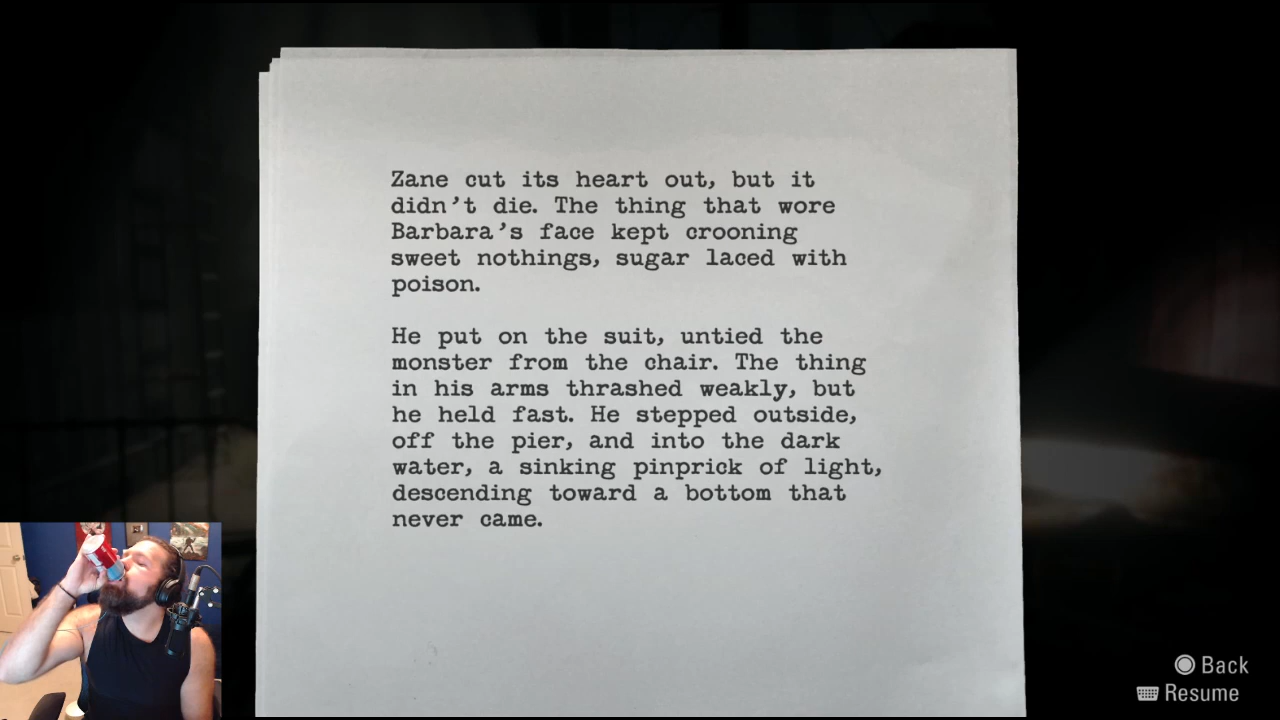 Zane cut its heart out, but it
didn't die. The thing that wore
Barbara's face kept crooning
sweet nothings, sugar laced with
poison.
He put on the suit, untied the
monster from the chair. The thing
in his arms thrashed weakly, but
he held fast. He stepped outside,
off the pier, and into the dark
water, a sinking pinprick of light,
descending toward a bottom that
never came.
Back
Resume